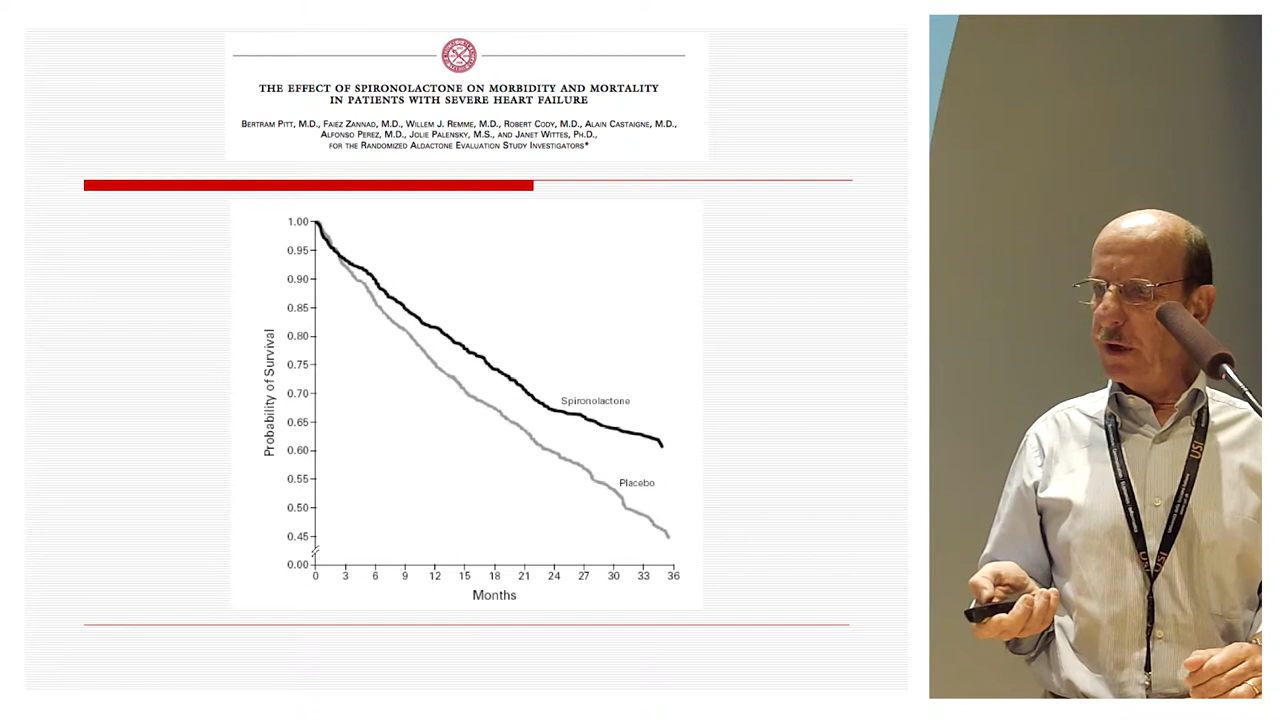 THE EFFECT OF SPIRONOLACTONE ON MORBIDITY AND MORTALITY
IN PATIENTS WITH SEVERE HEART FAILURE
BERTRAM PITT, M.D., FAIEZ ZANNAD, M.D., WILLEM J. REMME, M.D., ROBERT CODY, M.D., ALAIN CASTAIGNE, M.D.,
ALFONSO PEREZ, M.D., JOLIE PALENSKY, M.S., AND JANET WITTES, PH.D.,
FOR THE RANDOMIZED ALDACTONE EVALUATION STUDY INVESTIGATORS*
Probability of Survival
1.00
0.95
0.90
0.85
0.80
0.75
0.70
0.65
0.60
0.55
0.50
0.45
0.00
Spironolactone
Placebo
0 3 6 9 12 15 18 21 24 27 30 33 36
Months
USI
USI